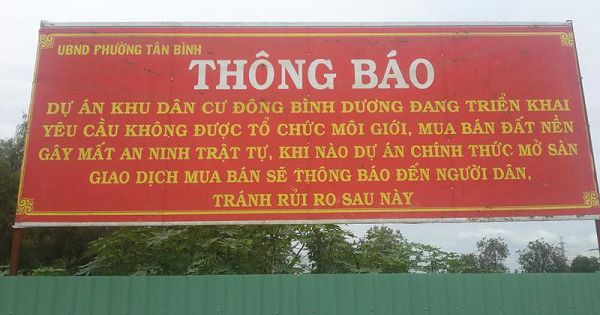 UBND PHƯỜNG TÂN BÌNH
THÔNG BÁO
DỰ ÁN KHU DÂN CƯ ĐÔNG BÌNH DƯƠNG ĐANG TRIỂN KHAI
YÊU CẦU KHÔNG ĐƯỢC TỔ CHỨC MÔI GIỚI, MUA BÁN ĐẤT NỀN
GÂY MẤT AN NINH TRẬT TỰ, KHI NÀO DỰ ÁN CHÍNH THỨC MỞ SÀN
GIAO DỊCH MUA BÁN SẼ THÔNG BÁO ĐẾN NGƯỜI DÂN,
TRÁNH RỦI RO SAU NÀY